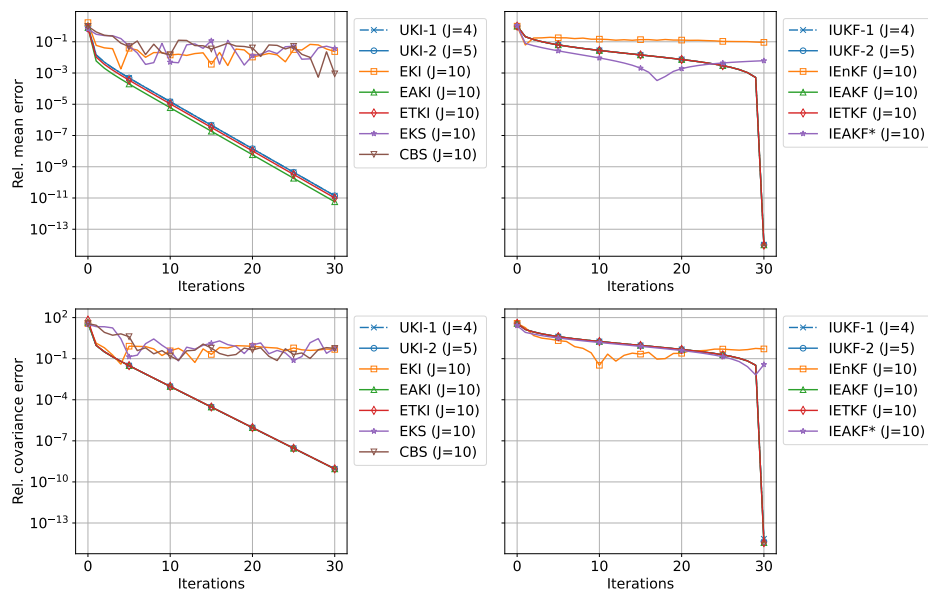 Rel. mean error
10⁻¹
10⁻³
10⁻⁵
10⁻⁷
10⁻⁹
10⁻¹¹
10⁻¹³
0
10
20
30
Iterations
UKI-1 (J=4)
UKI-2 (J=5)
EKI (J=10)
EAKI (J=10)
ETKI (J=10)
EKS (J=10)
CBS (J=10)
0
10
20
30
Iterations
IUKF-1 (J=4)
IUKF-2 (J=5)
IEnKF (J=10)
IEAKF (J=10)
IETKF (J=10)
IEAKF* (J=10)
Rel. covariance error
10²
10⁻¹
10⁻⁴
10⁻⁷
10⁻¹⁰
10⁻¹³
0
10
20
30
Iterations
UKI-1 (J=4)
UKI-2 (J=5)
EKI (J=10)
EAKI (J=10)
ETKI (J=10)
EKS (J=10)
CBS (J=10)
0
10
20
30
Iterations
IUKF-1 (J=4)
IUKF-2 (J=5)
IEnKF (J=10)
IEAKF (J=10)
IETKF (J=10)
IEAKF* (J=10)